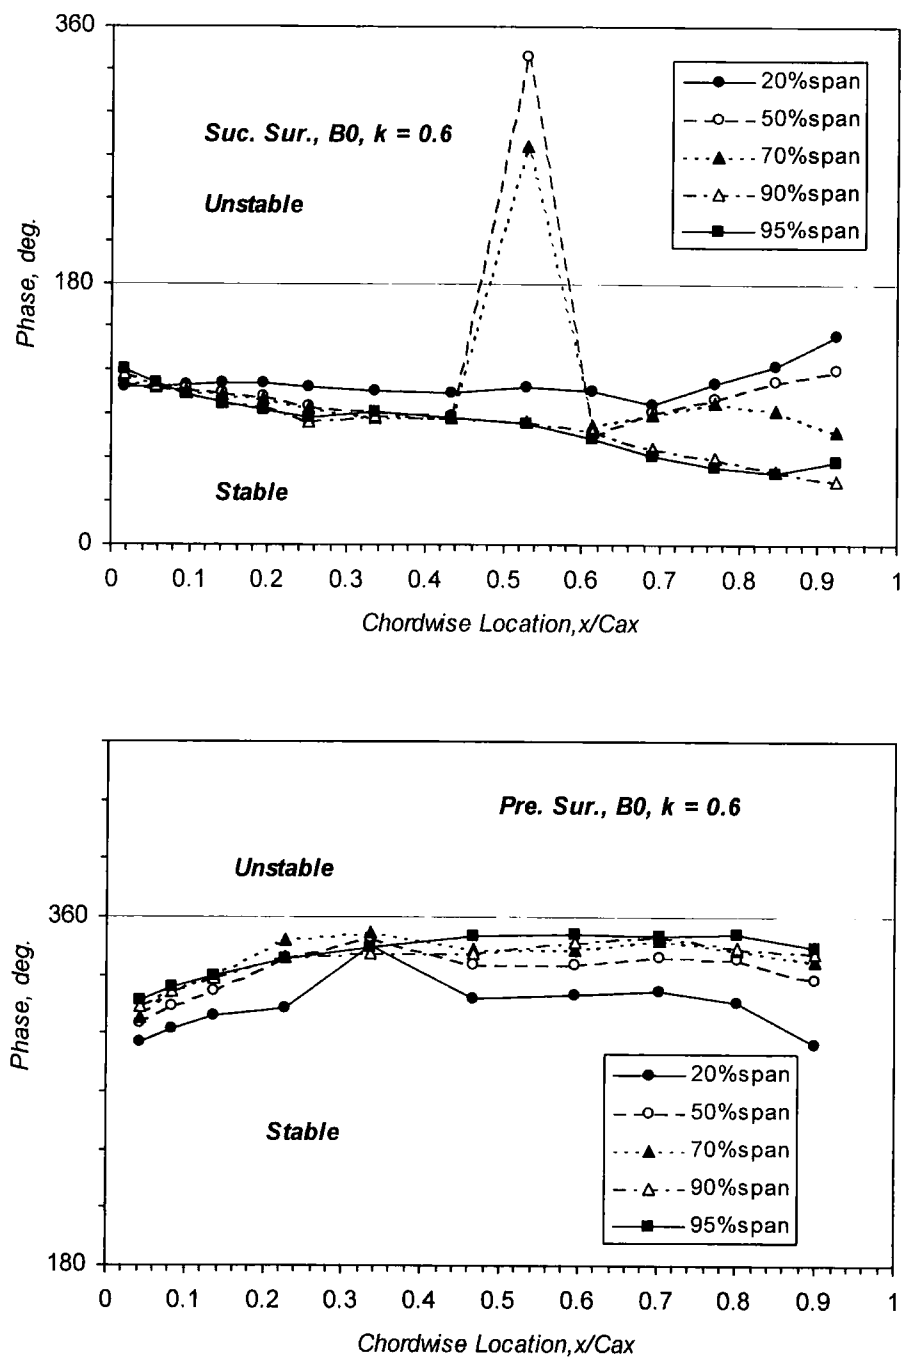 360
20%span
50%span
Suc. Sur., B0, k = 0.6
70%span
90%span
Unstable
95%span
Phase, deg.
180
Stable
0
0 0.1 0.2 0.3 0.4 0.5 0.6 0.7 0.8 0.9 1
Chordwise Location,x/Cax
Pre. Sur., B0, k = 0.6
Unstable
360
Phase, deg.
20%span
50%span
Stable
70%span
90%span
95%span
180
0 0.1 0.2 0.3 0.4 0.5 0.6 0.7 0.8 0.9 1
Chordwise Location,x/Cax